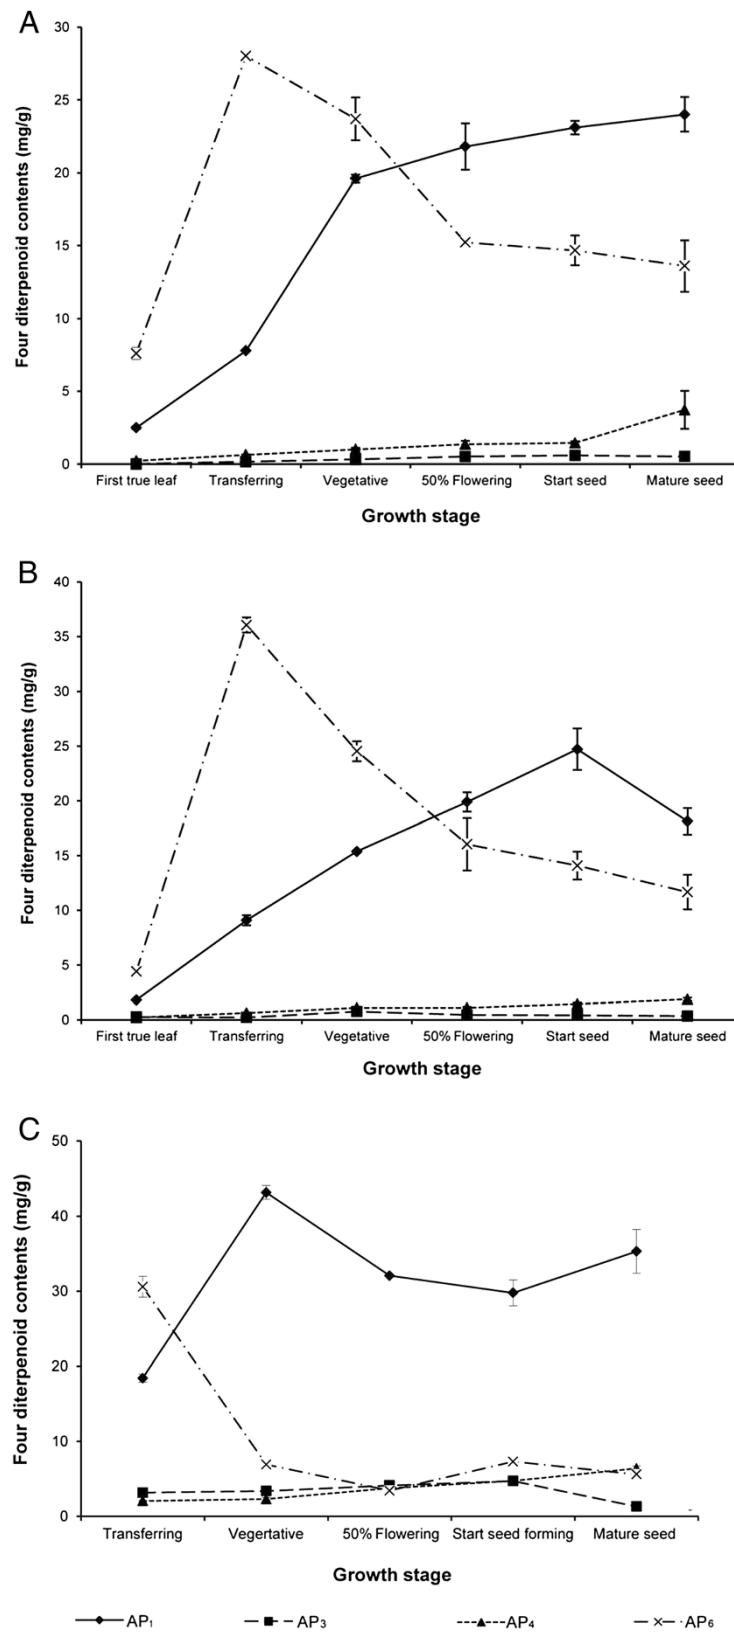 A
Four diterpenoid contents (mg/g)
30
25
20
15
10
5
0
First true leaf Transferring Vegetative 50% Flowering Start seed Mature seed
Growth stage
B
Four diterpenoid contents (mg/g)
40
35
30
25
20
15
10
5
0
First true leaf Transferring Vegetative 50% Flowering Start seed Mature seed
Growth stage
C
Four diterpenoid contents (mg/g)
50
40
30
20
10
0
Transferring Vegertative 50% Flowering Start seed forming Mature seed
Growth stage
AP₁ AP₃ AP₄ AP₆